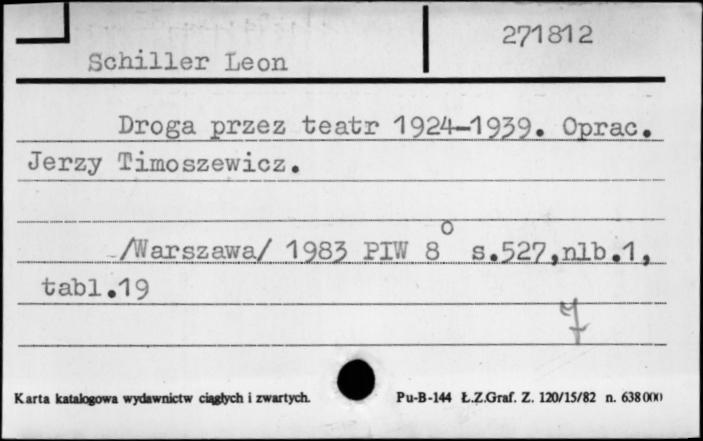 271812
Schiller Leon
Droga przez teatr 1924-1939. Oprac.
Jerzy Timoszewicz.
/Warszawa/ 1983 PIW 8° s.527,nlb.1,
tabl.19
Karta katalogowa wydawnictw ciągłych i zwartych. Pu-B-144 Ł.Z.Graf. Z. 120/15/82 n. 638000